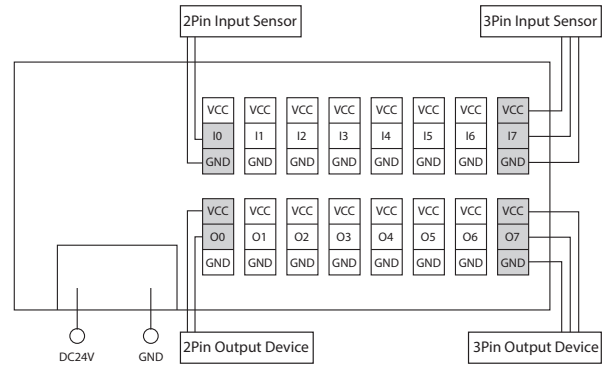 2Pin Input Sensor 3Pin Input Sensor
VCC VCC VCC VCC VCC VCC VCC VCC
I0 I1 I2 I3 I4 I5 I6 I7
GND GND GND GND GND GND GND GND
VCC VCC VCC VCC VCC VCC VCC VCC
O0 O1 O2 O3 O4 O5 O6 O7
GND GND GND GND GND GND GND GND
2Pin Output Device 3Pin Output Device
DC24V GND